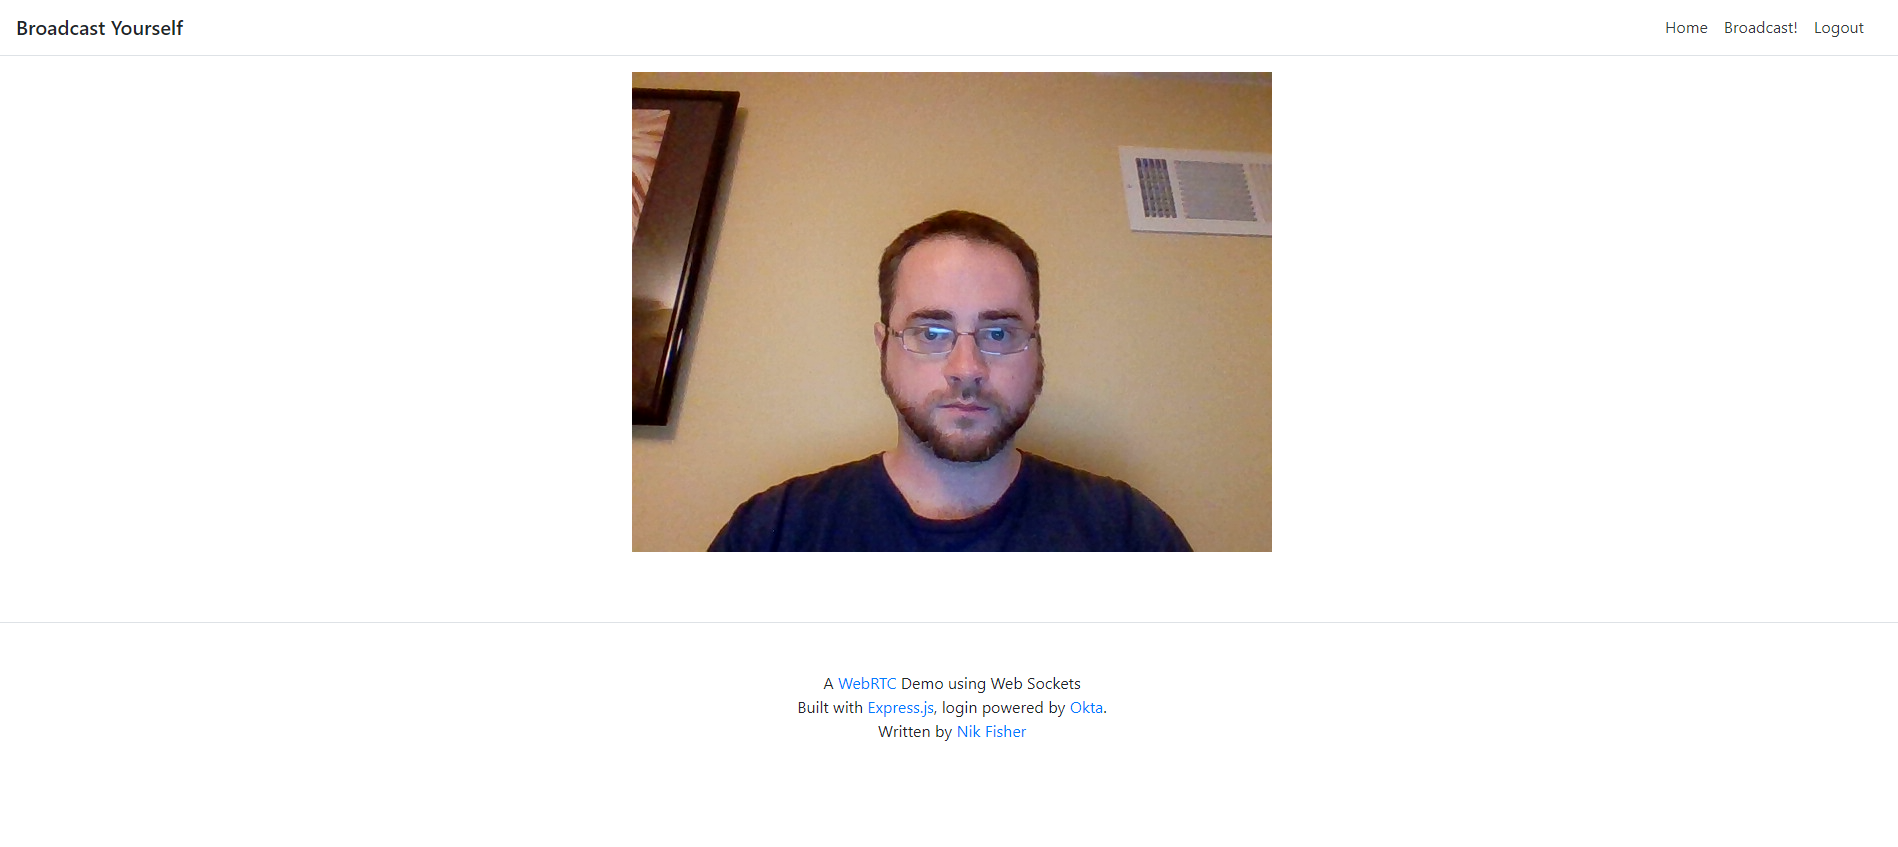 Broadcast Yourself
Home Broadcast! Logout
A WebRTC Demo using Web Sockets
Built with Express.js, login powered by Okta.
Written by Nik Fisher